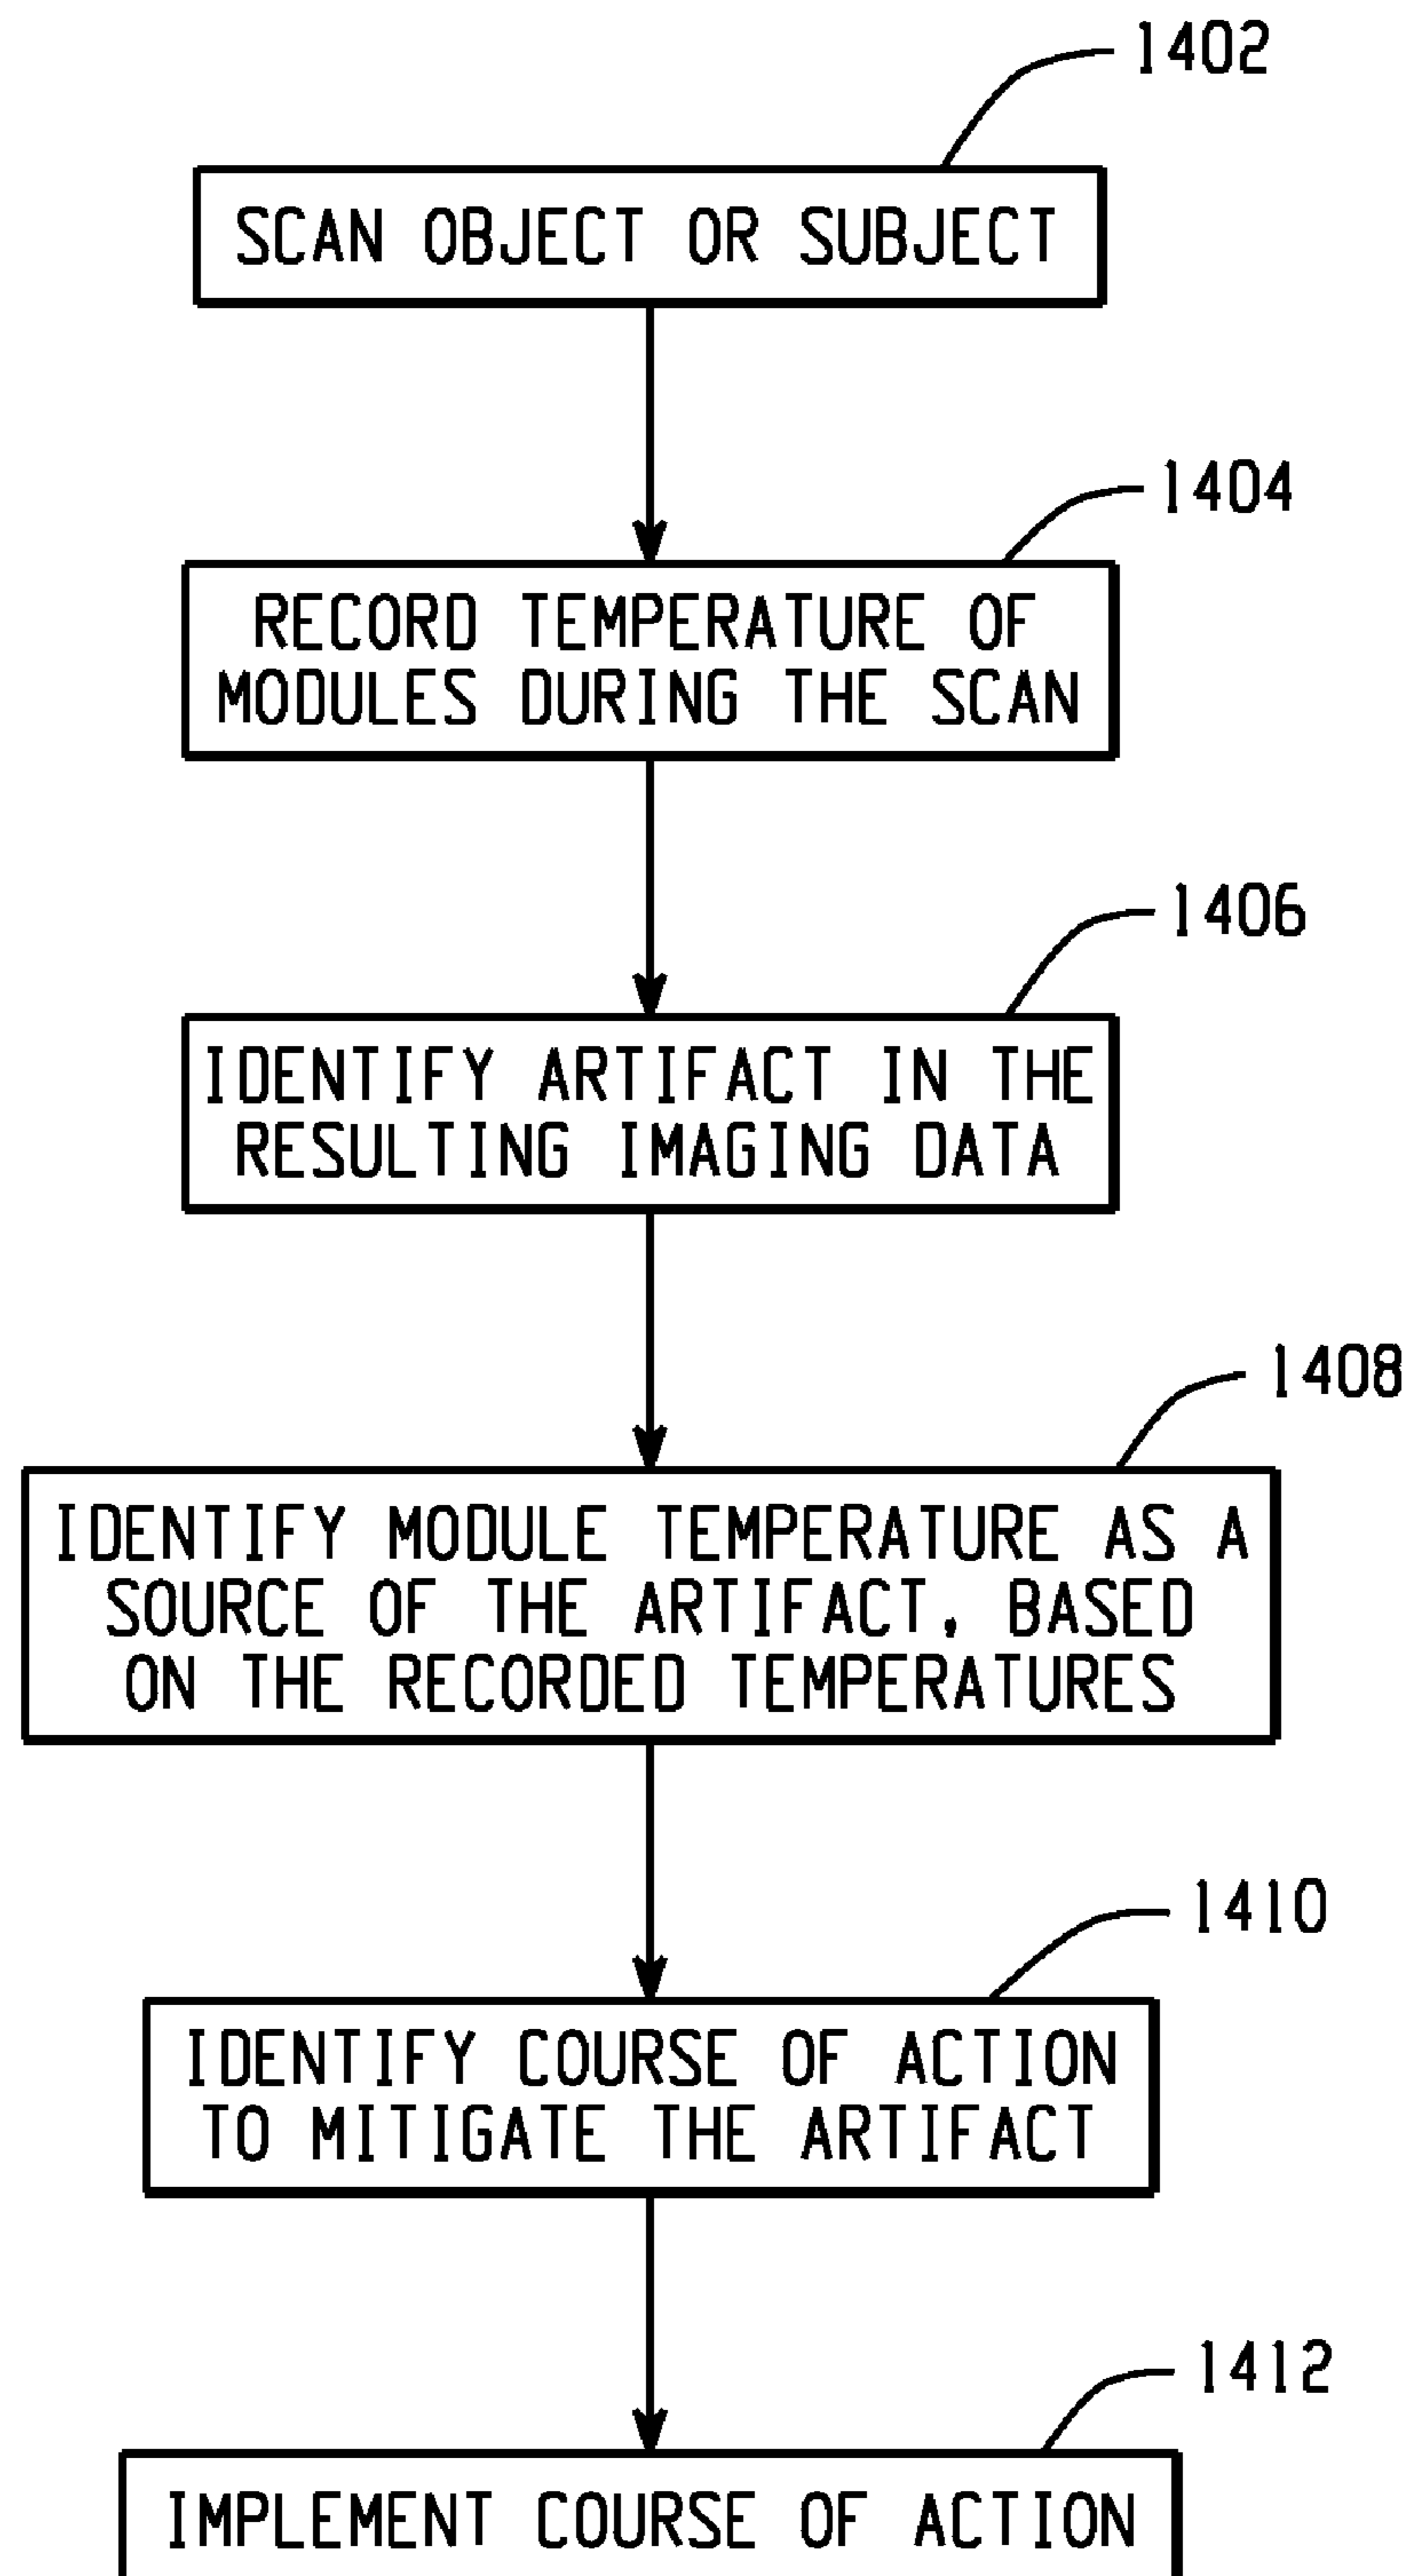 1402
SCAN OBJECT OR SUBJECT
1404
RECORD TEMPERATURE OF
MODULES DURING THE SCAN
1406
IDENTIFY ARTIFACT IN THE
RESULTING IMAGING DATA
1408
IDENTIFY MODULE TEMPERATURE AS A
SOURCE OF THE ARTIFACT, BASED
ON THE RECORDED TEMPERATURES
1410
IDENTIFY COURSE OF ACTION
TO MITIGATE THE ARTIFACT
1412
IMPLEMENT COURSE OF ACTION